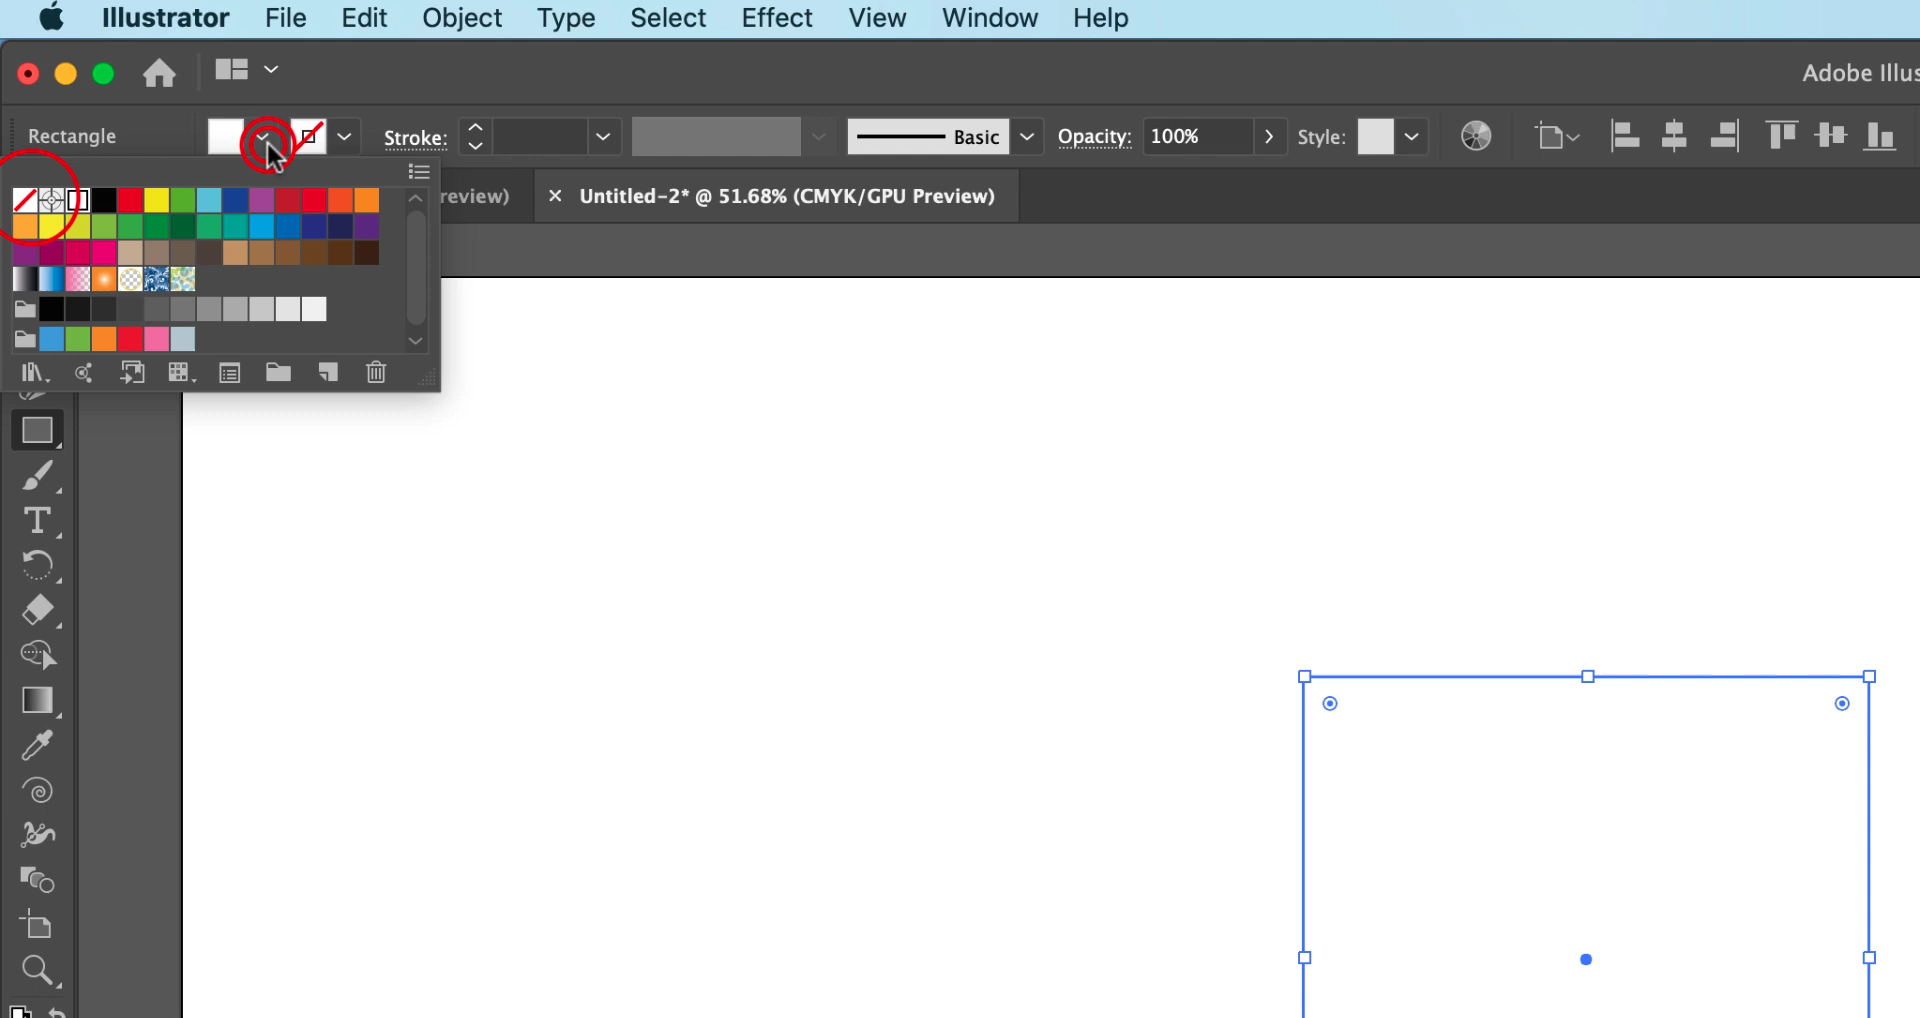 Illustrator File Edit Object Type Select Effect View Window Help
Adobe Illus
Rectangle Stroke: Basic Opacity: 100% Style:
review) × Untitled-2* @ 51.68% (CMYK/GPU Preview)